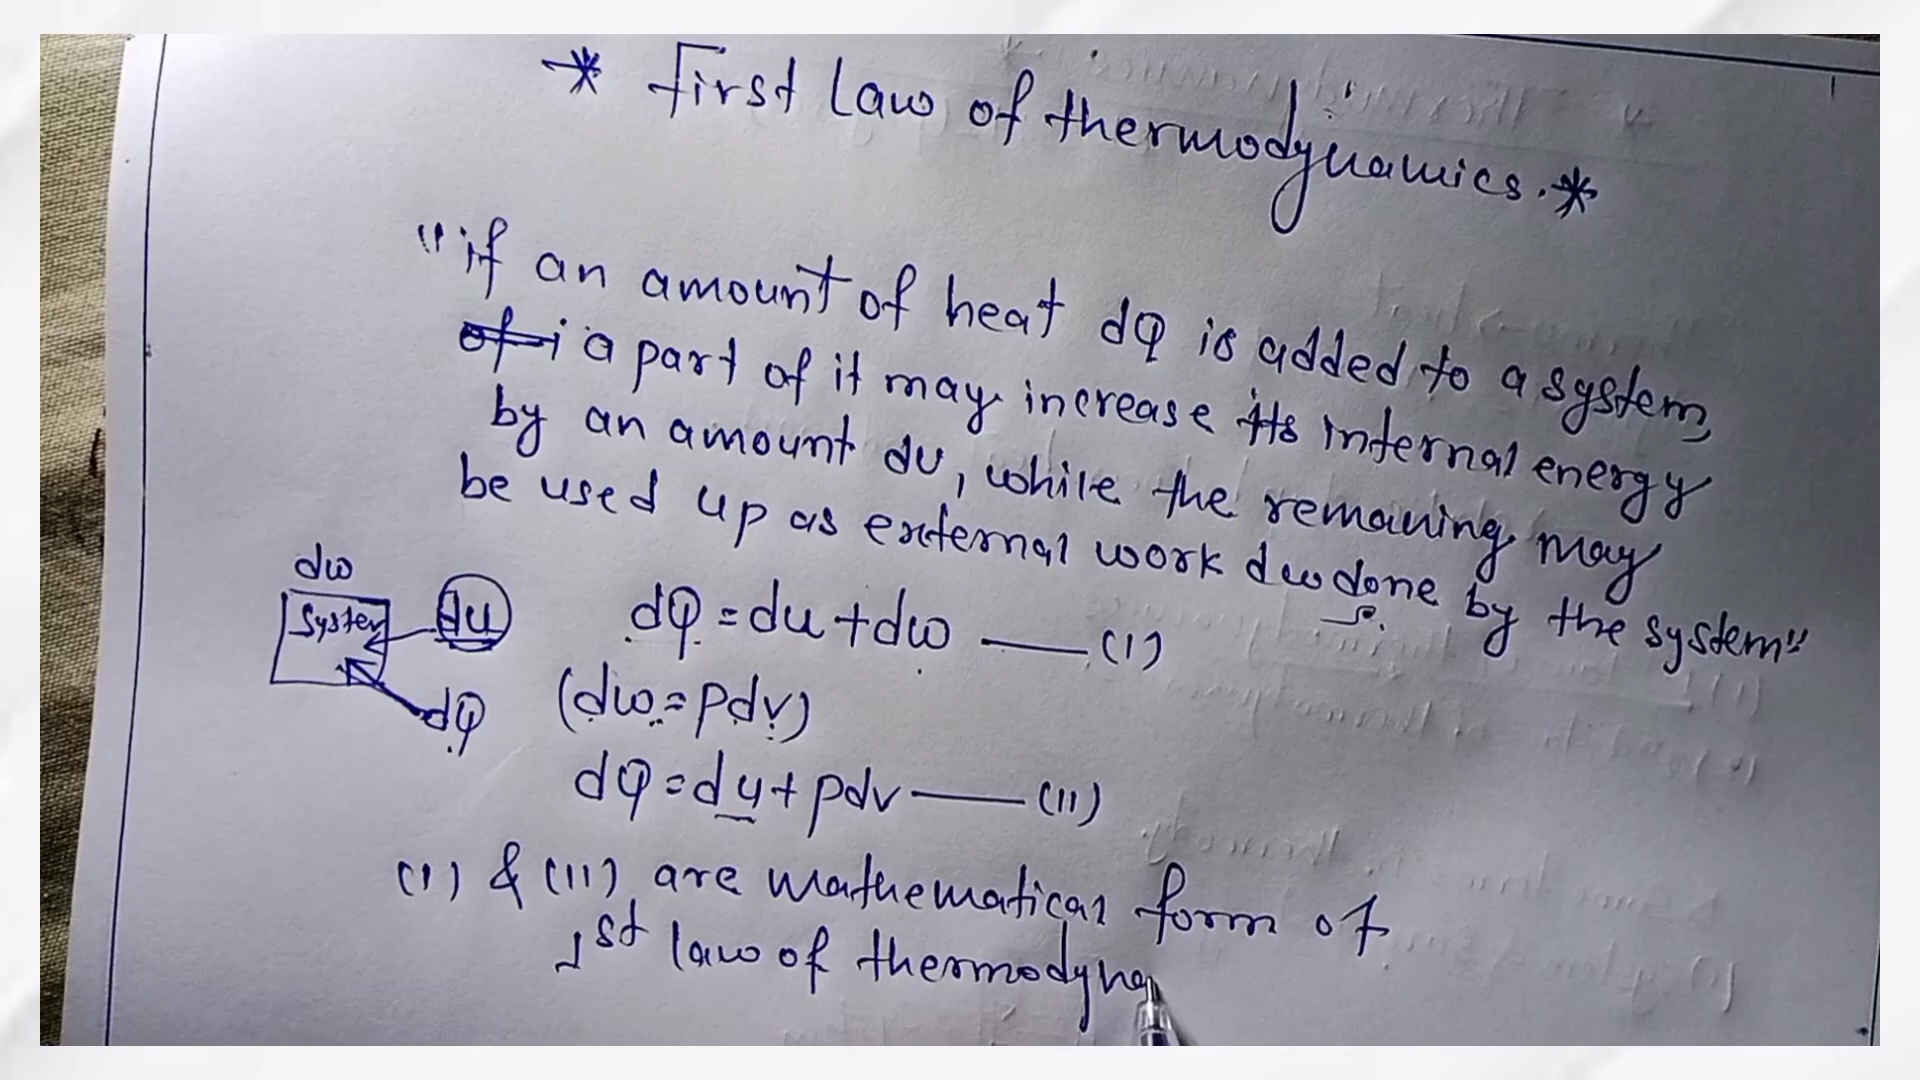 * First Law of thermodynamics. *
"if an amount of heat dQ is added to a system,
of i a part of it may increase its internal energy
by an amount du, while the remaining may
be used up as external work dw done by the system"
dw
System
du
dQ
dQ = du + dw — (I)
(dw = pdv)
dQ = du + pdv — (II)
(I) & (II) are mathematical form of
1st law of thermodyna